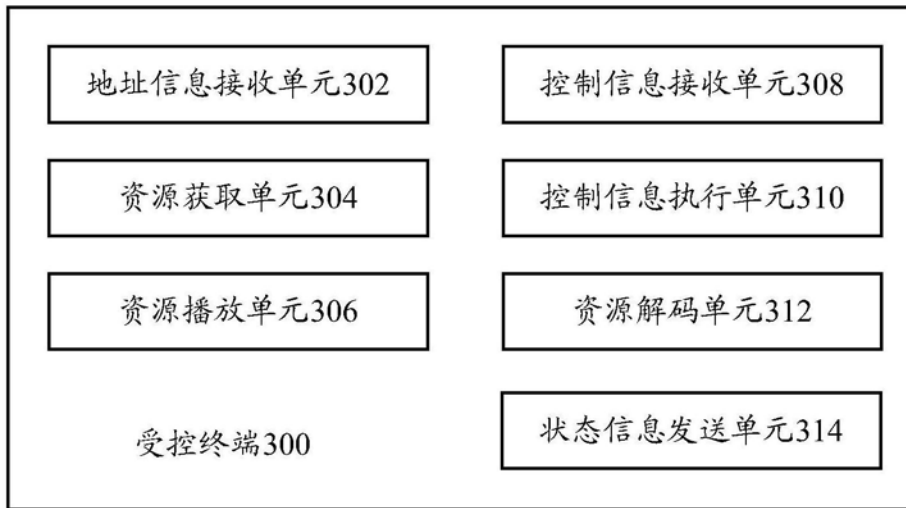 地址信息接收单元302
控制信息接收单元308
资源获取单元304
控制信息执行单元310
资源播放单元306
资源解码单元312
受控终端300
状态信息发送单元314